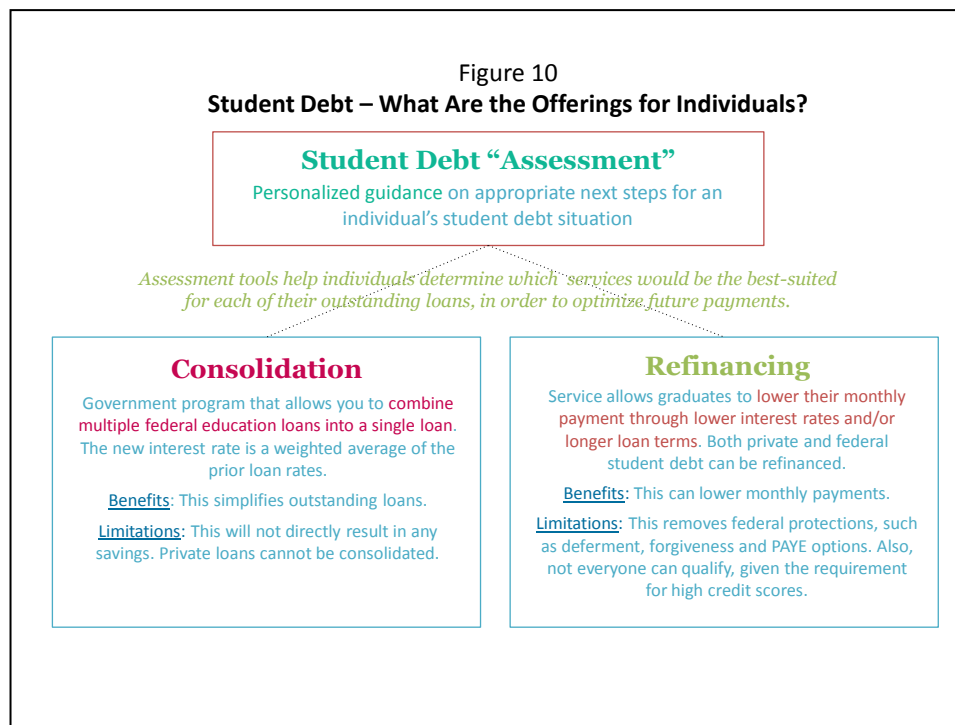 Figure 10
Student Debt – What Are the Offerings for Individuals?
Student Debt “Assessment”
Personalized guidance on appropriate next steps for an
individual’s student debt situation
Assessment tools help individuals determine which services would be the best-suited
for each of their outstanding loans, in order to optimize future payments.
Consolidation
Government program that allows you to combine
multiple federal education loans into a single loan.
The new interest rate is a weighted average of the
prior loan rates.
Benefits: This simplifies outstanding loans.
Limitations: This will not directly result in any
savings. Private loans cannot be consolidated.
Refinancing
Service allows graduates to lower their monthly
payment through lower interest rates and/or
longer loan terms. Both private and federal
student debt can be refinanced.
Benefits: This can lower monthly payments.
Limitations: This removes federal protections, such
as deferment, forgiveness and PAYE options. Also,
not everyone can qualify, given the requirement
for high credit scores.